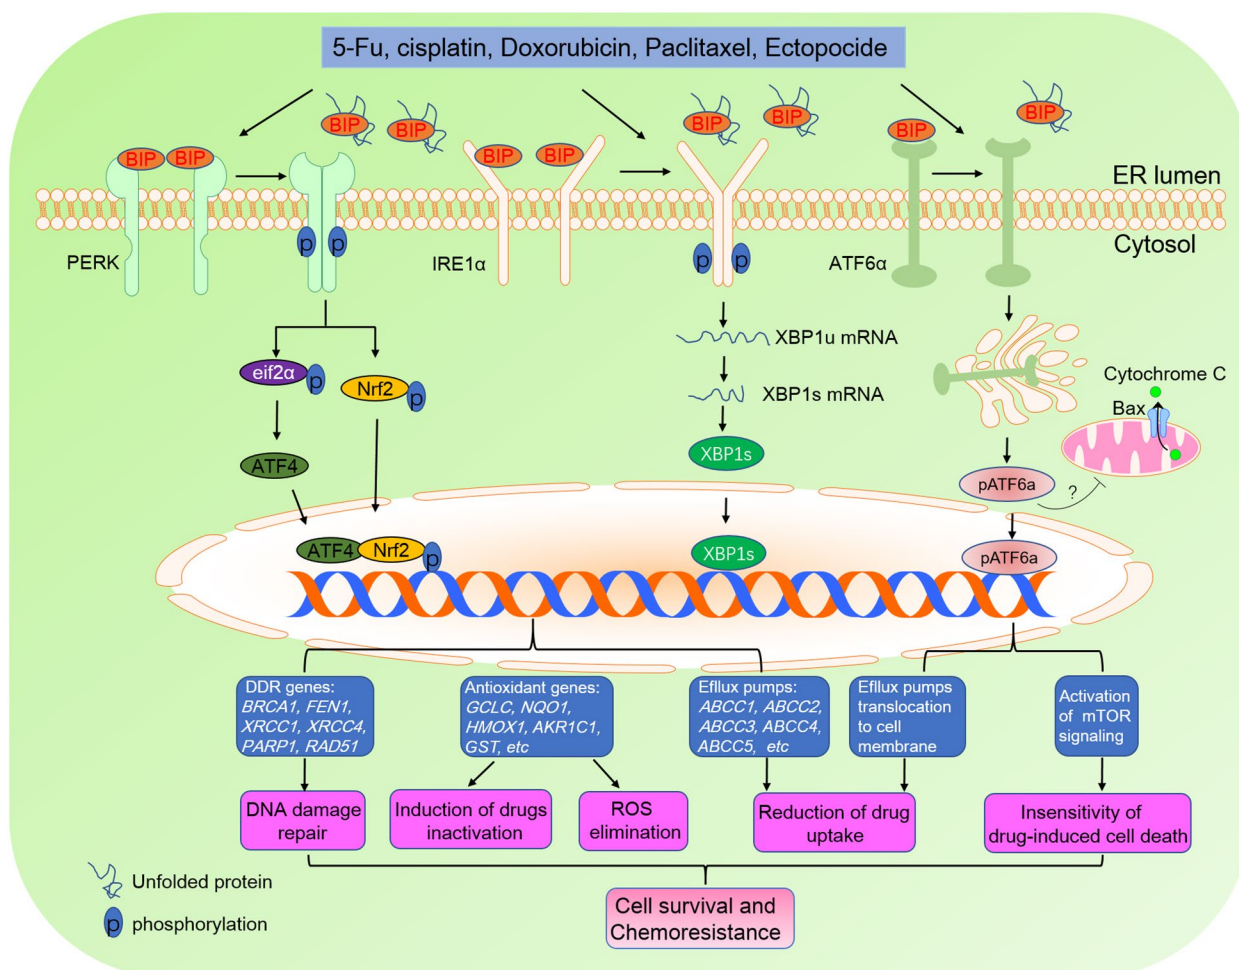 5-Fu, cisplatin, Doxorubicin, Paclitaxel, Ectopocide
BIP
BIP
BIP
BIP
BIP
BIP
BIP
BIP
BIP
BIP
ER lumen
Cytosol
PERK
p
p
IRE1α
p
p
ATF6α
eif2α
p
Nrf2
p
XBP1u mRNA
XBP1s mRNA
Cytochrome C
Bax
ATF4
XBP1s
pATF6a
?
ATF4
Nrf2
p
XBP1s
pATF6a
DDR genes:
BRCA1, FEN1,
XRCC1, XRCC4,
PARP1, RAD51
Antioxidant genes:
GCLC, NQO1,
HMOX1, AKR1C1,
GST, etc
Efllux pumps:
ABCC1, ABCC2,
ABCC3, ABCC4,
ABCC5, etc
Efllux pumps
translocation
to cell
membrane
Activation
of mTOR
signaling
DNA damage
repair
Induction of drugs
inactivation
ROS
elimination
Reduction of drug
uptake
Insensitivity of
drug-induced cell death
Unfolded protein
p phosphorylation
Cell survival and
Chemoresistance